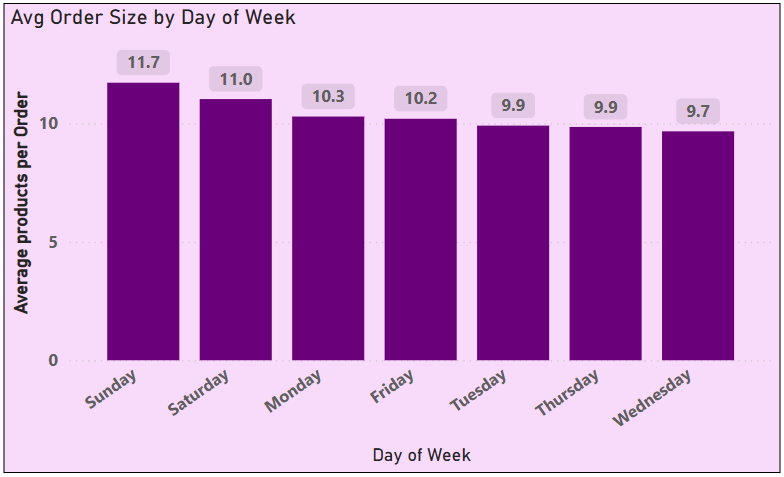 Avg Order Size by Day of Week
Average products per Order
10
5
0
11.7
11.0
10.3
10.2
9.9
9.9
9.7
Sunday
Saturday
Monday
Friday
Tuesday
Thursday
Wednesday
Day of Week